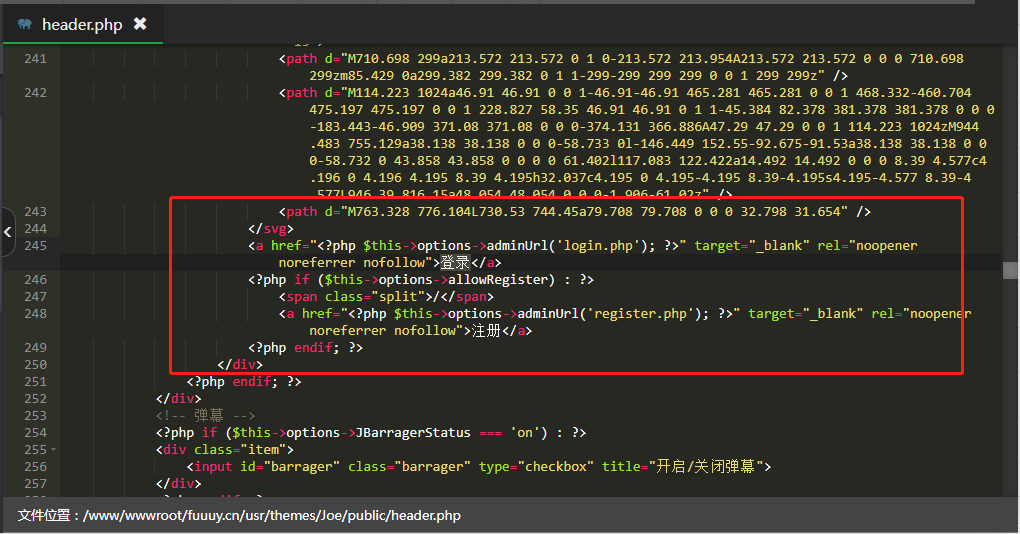 header.php
241 <path d="M710.698 299a213.572 213.572 0 1 0-213.572 213.954A213.572 213.572 0 0 0 710.698
299zm85.429 0a299.382 299.382 0 1 1-299-299 299 299 0 0 1 299 299z" />
242 <path d="M114.223 1024a46.91 46.91 0 0 1-46.91-46.91 465.281 465.281 0 0 1 468.332-460.704
475.197 475.197 0 0 1 228.827 58.35 46.91 46.91 0 1 1-45.384 82.378 381.378 381.378 0 0 0
-183.443-46.909 371.08 371.08 0 0 0-374.131 366.886A47.29 47.29 0 0 1 114.223 1024zM944
.483 755.129a38.138 38.138 0 0 0-58.733 0l-146.449 152.55-92.675-91.53a38.138 38.138 0 0
0-58.732 0 43.858 43.858 0 0 0 0 61.402l117.083 122.422a14.492 14.492 0 0 0 8.39 4.577c4
.196 0 4.196 4.195 8.39 4.195h32.037c4.195 0 4.195-4.195 8.39-4.195s4.195-4.577 8.39-4
.577L946.39 816.15a48.054 48.054 0 0 0-1.906-61.02z" />
243 <path d="M763.328 776.104L730.53 744.45a79.708 79.708 0 0 0 32.798 31.654" />
244 </svg>
245 <a href="<?php $this->options->adminUrl('login.php'); ?>" target="_blank" rel="noopener
noreferrer nofollow">登录</a>
246 <?php if ($this->options->allowRegister) : ?>
247 <span class="split">/</span>
248 <a href="<?php $this->options->adminUrl('register.php'); ?>" target="_blank" rel="noopener
noreferrer nofollow">注册</a>
249 <?php endif; ?>
250 </div>
251 <?php endif; ?>
252 </div>
253 <!-- 弹幕 -->
254 <?php if ($this->options->JBarragerStatus === 'on') : ?>
255 <div class="item">
256 <input id="barrager" class="barrager" type="checkbox" title="开启/关闭弹幕">
257 </div>
文件位置：/www/wwwroot/fuuuy.cn/usr/themes/Joe/public/header.php